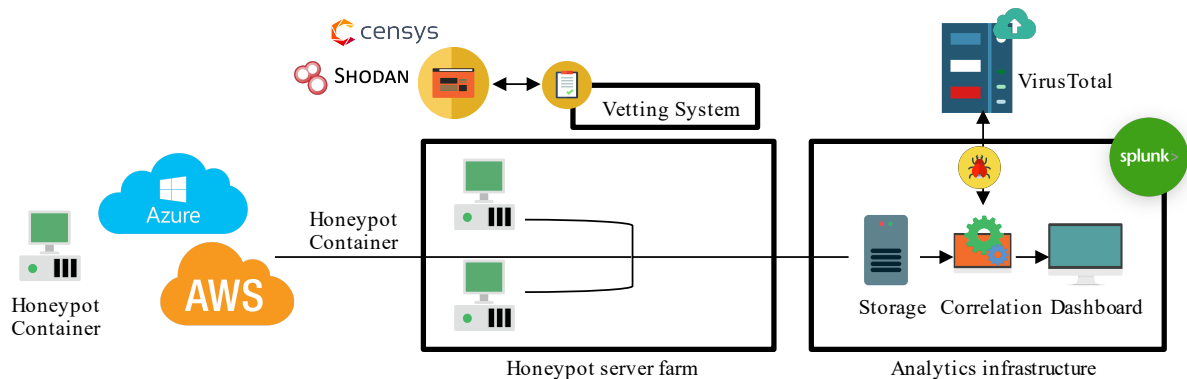 censys
SHODAN
Vetting System
VirusTotal
splunk>
Azure
AWS
Honeypot
Container
Honeypot
Container
Storage
Correlation
Dashboard
Honeypot server farm
Analytics infrastructure